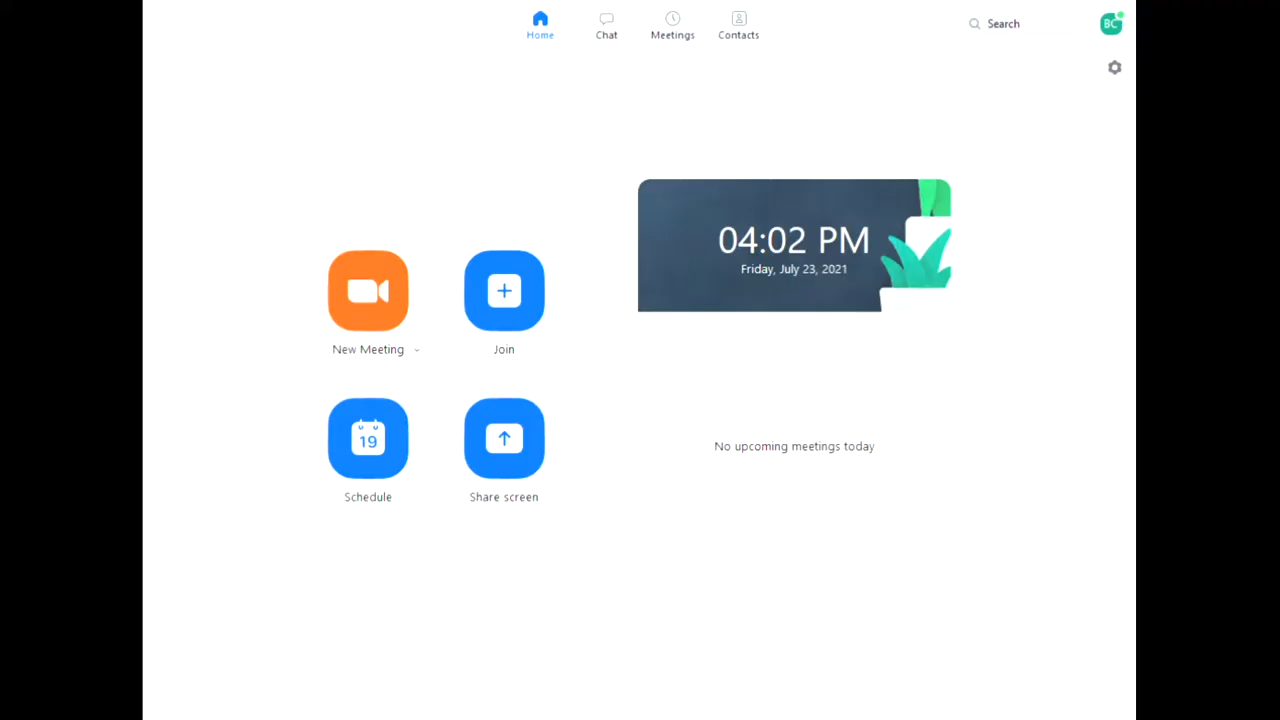 Home
Chat
Meetings
Contacts
Search
BC
04:02 PM
Friday, July 23, 2021
New Meeting
Join
19
Schedule
Share screen
No upcoming meetings today